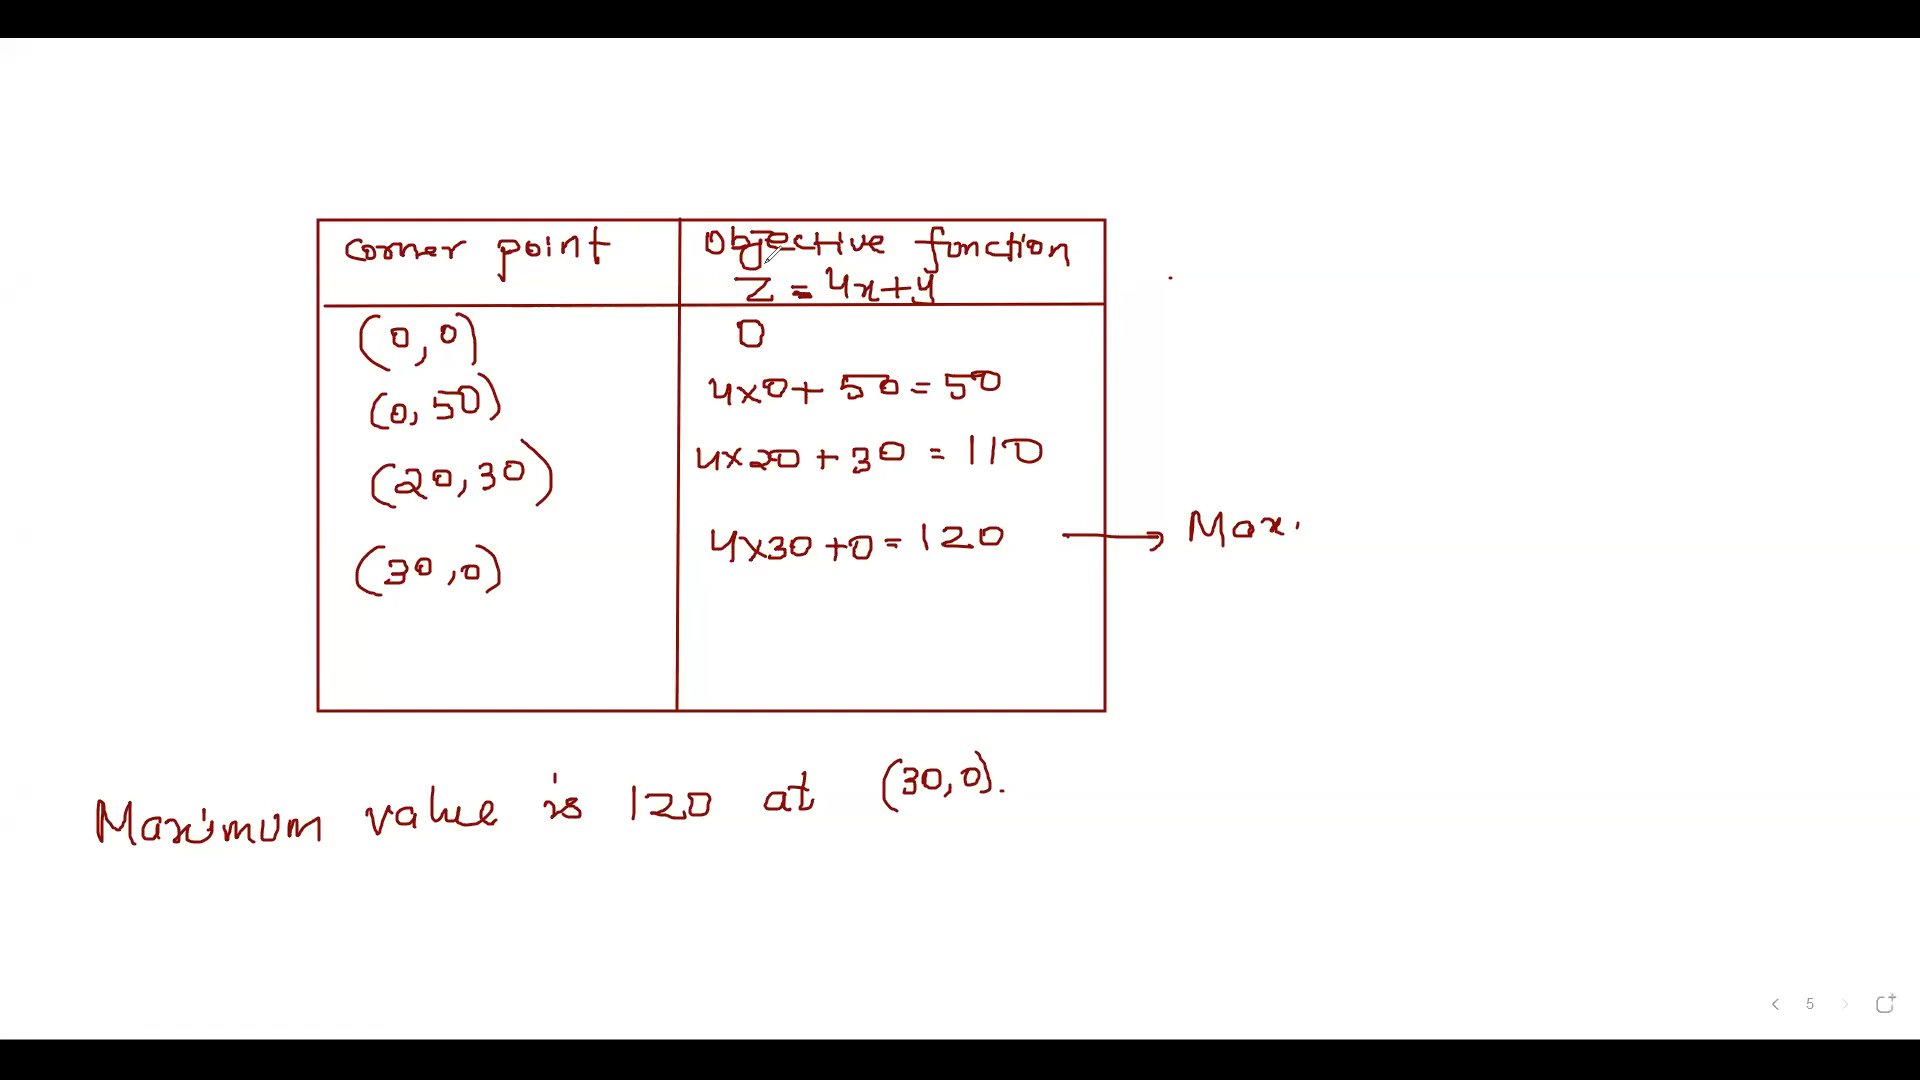 corner point
Objective function
Z = 4x+y
(0,0)
0
(0,50)
4x0+ 50 = 50
(20,30)
4x20 + 30 = 110
(30,0)
4x30 +0= 120 → Max.
Maximum value is 120 at (30,0).
5